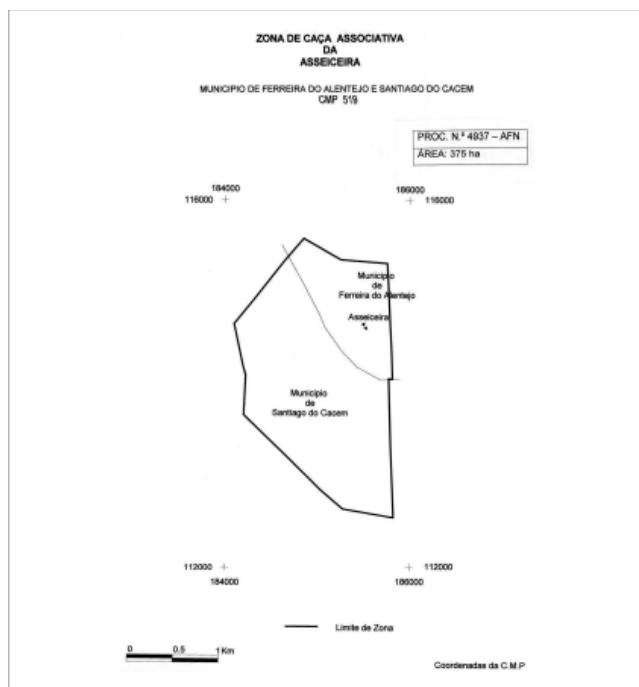 ZONA DE CAÇA ASSOCIATIVA
DA
ASSEICEIRA
MUNICIPIO DE FERREIRA DO ALENTEJO E SANTIAGO DO CACEM
CMP 519
PROC. N.º 4937 – AFN
ÁREA: 375 ha
184000
116000
186000
116000
Municipio
de
Ferreira do Alentejo
Asseiceira
Municipio
de
Santiago do Cacem
112000
184000
112000
186000
Limite de Zona
0 0.5 1 Km
Coordenadas da C.M.P